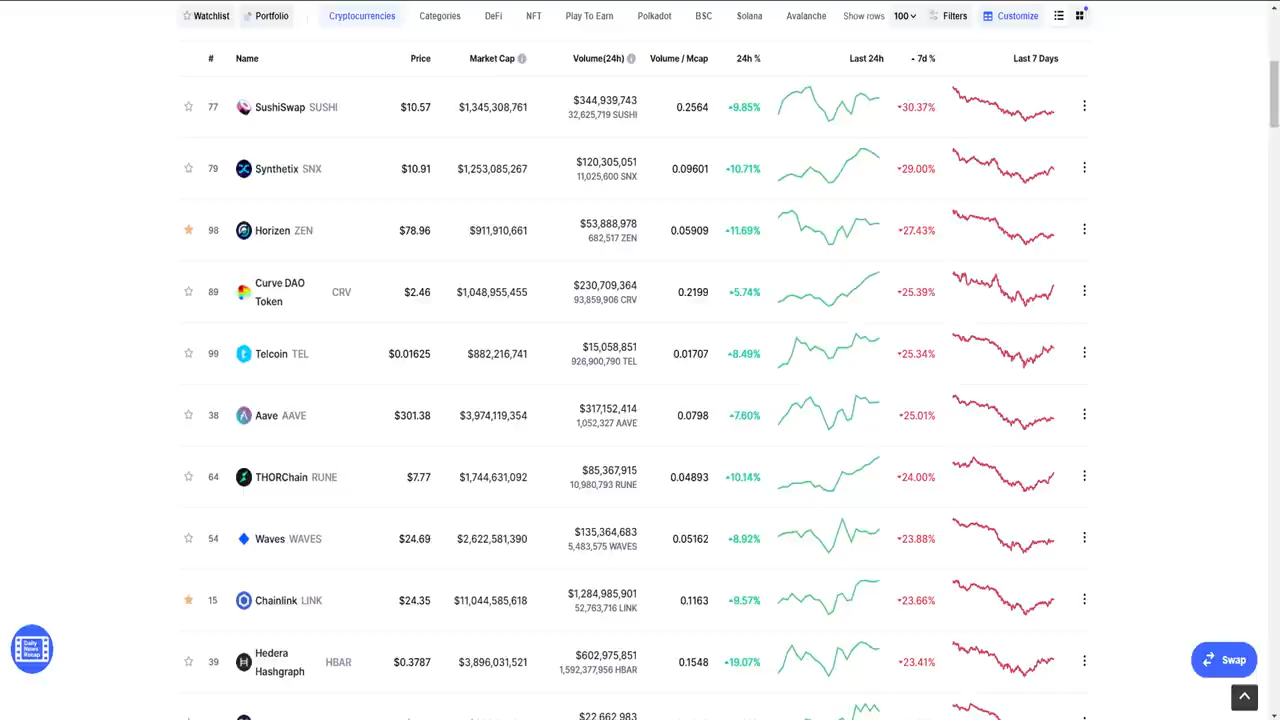 Watchlist Portfolio Cryptocurrencies Categories DeFi NFT Play To Earn Polkadot BSC Solana Avalanche Show rows 100 Filters Customize
# Name Price Market Cap Volume(24h) Volume / Mcap 24h % Last 24h 7d % Last 7 Days
77 SushiSwap SUSHI $10.57 $1,345,308,761 $344,939,743 0.2564 9.85% 30.37%
32,625,719 SUSHI
79 Synthetix SNX $10.91 $1,253,085,267 $120,305,051 0.09601 10.71% 29.00%
11,025,600 SNX
98 Horizen ZEN $78.96 $911,910,661 $53,888,978 0.05909 11.69% 27.43%
682,517 ZEN
89 Curve DAO Token CRV $2.46 $1,048,955,455 $230,709,364 0.2199 5.74% 25.39%
93,859,906 CRV
99 Telcoin TEL $0.01625 $882,216,741 $15,058,851 0.01707 8.49% 25.34%
926,900,790 TEL
38 Aave AAVE $301.38 $3,974,119,354 $317,152,414 0.0798 7.60% 25.01%
1,052,327 AAVE
64 THORChain RUNE $7.77 $1,744,631,092 $85,367,915 0.04893 10.14% 24.00%
10,980,793 RUNE
54 Waves WAVES $24.69 $2,622,581,390 $135,364,683 0.05162 8.92% 23.88%
5,483,575 WAVES
15 Chainlink LINK $24.35 $11,044,585,618 $1,284,985,901 0.1163 9.57% 23.66%
52,763,716 LINK
39 Hedera Hashgraph HBAR $0.3787 $3,896,031,521 $602,975,851 0.1548 19.07% 23.41%
1,592,377,956 HBAR
$22,662,983
Daily
News
Recap
Swap